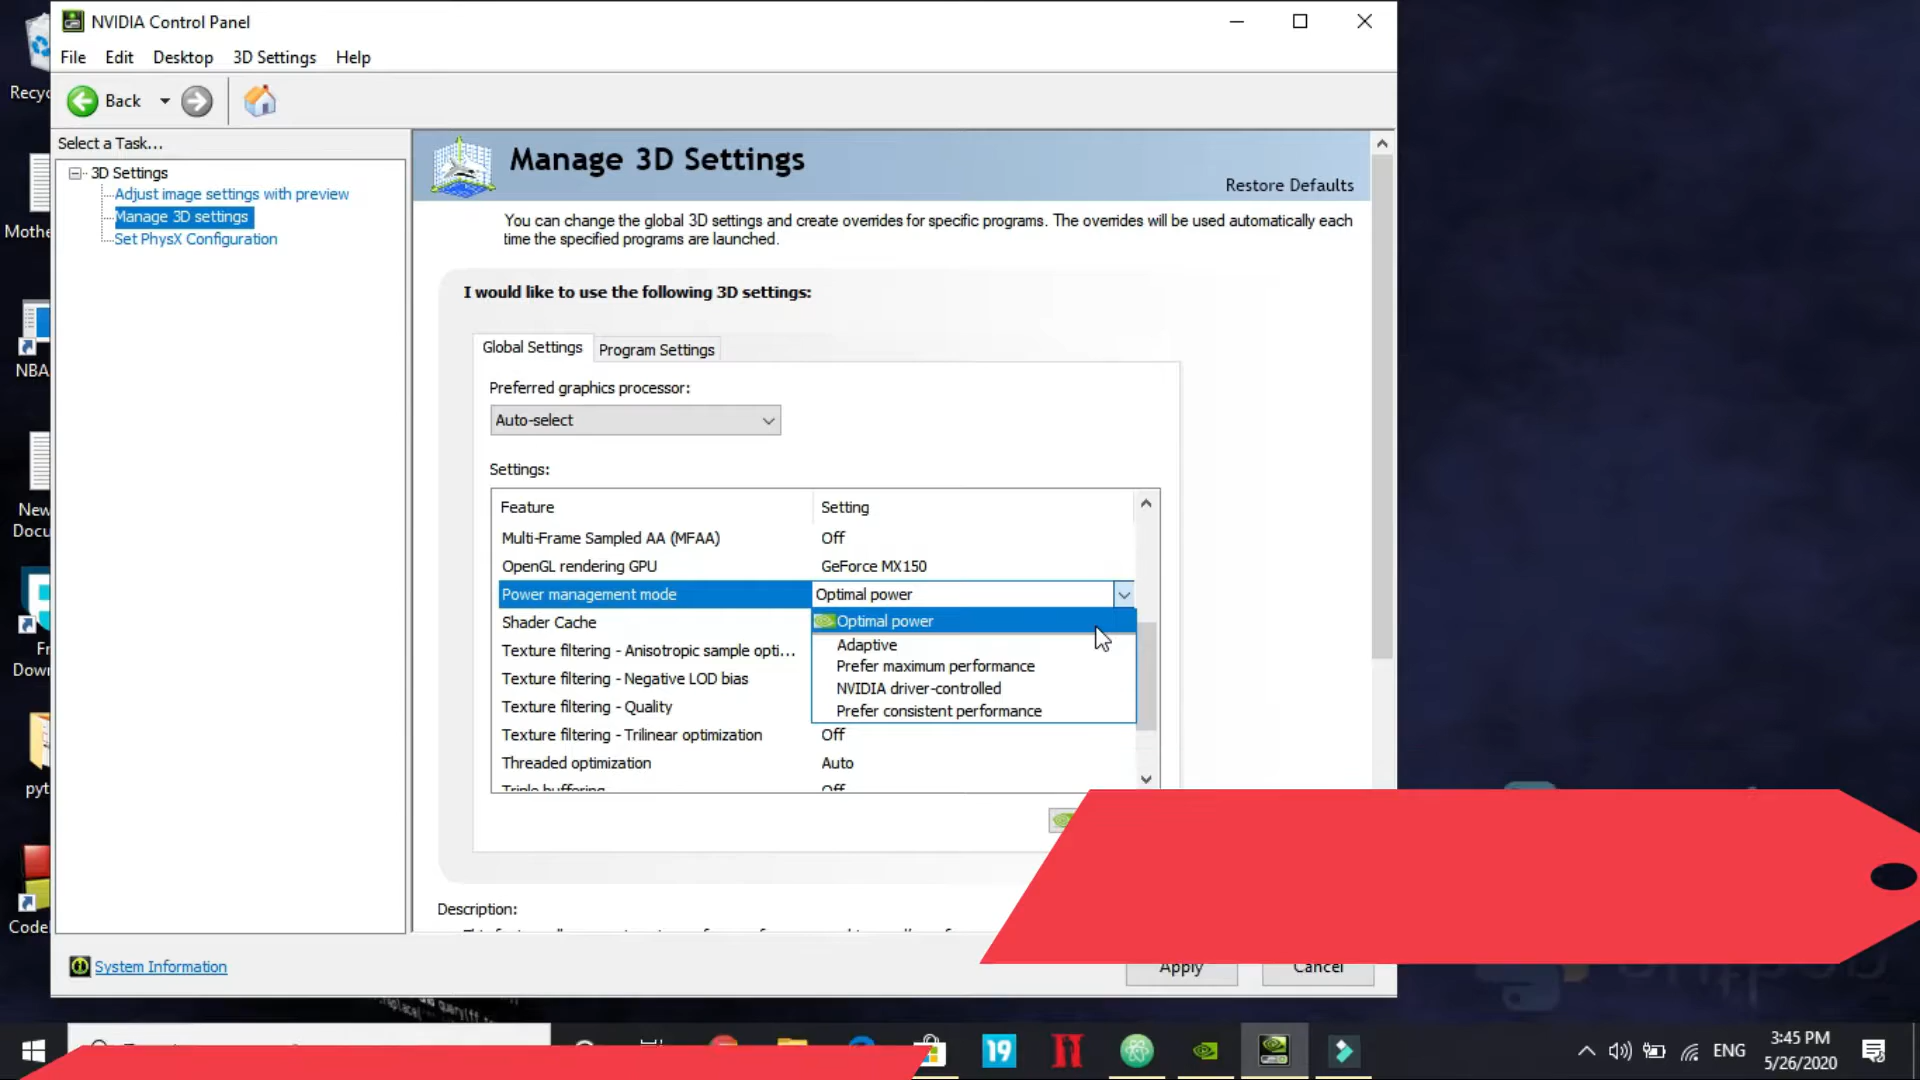 NVIDIA Control Panel
File Edit Desktop 3D Settings Help
Back
Select a Task...
3D Settings
Adjust image settings with preview
Manage 3D settings
Set PhysX Configuration
Manage 3D Settings
Restore Defaults
You can change the global 3D settings and create overrides for specific programs. The overrides will be used automatically each
time the specified programs are launched.
I would like to use the following 3D settings:
Global Settings Program Settings
Preferred graphics processor:
Auto-select
Settings:
Feature Setting
Multi-Frame Sampled AA (MFAA) Off
OpenGL rendering GPU GeForce MX150
Power management mode Optimal power
Optimal power
Adaptive
Prefer maximum performance
NVIDIA driver-controlled
Prefer consistent performance
Shader Cache
Texture filtering - Anisotropic sample opti...
Texture filtering - Negative LOD bias
Texture filtering - Quality
Texture filtering - Trilinear optimization Off
Threaded optimization Auto
Triple buffering Off
Description:
System Information
Apply Cancel
Recyc
Mothe
NBA
New
Docu
Fr
Down
pyt
Code
19
ENG
3:45 PM
5/26/2020